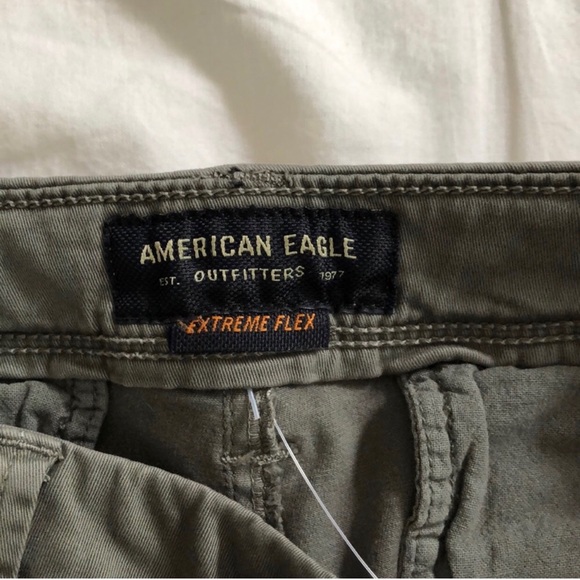 AMERICAN EAGLE
EST. OUTFITTERS 1977
EXTREME FLEX